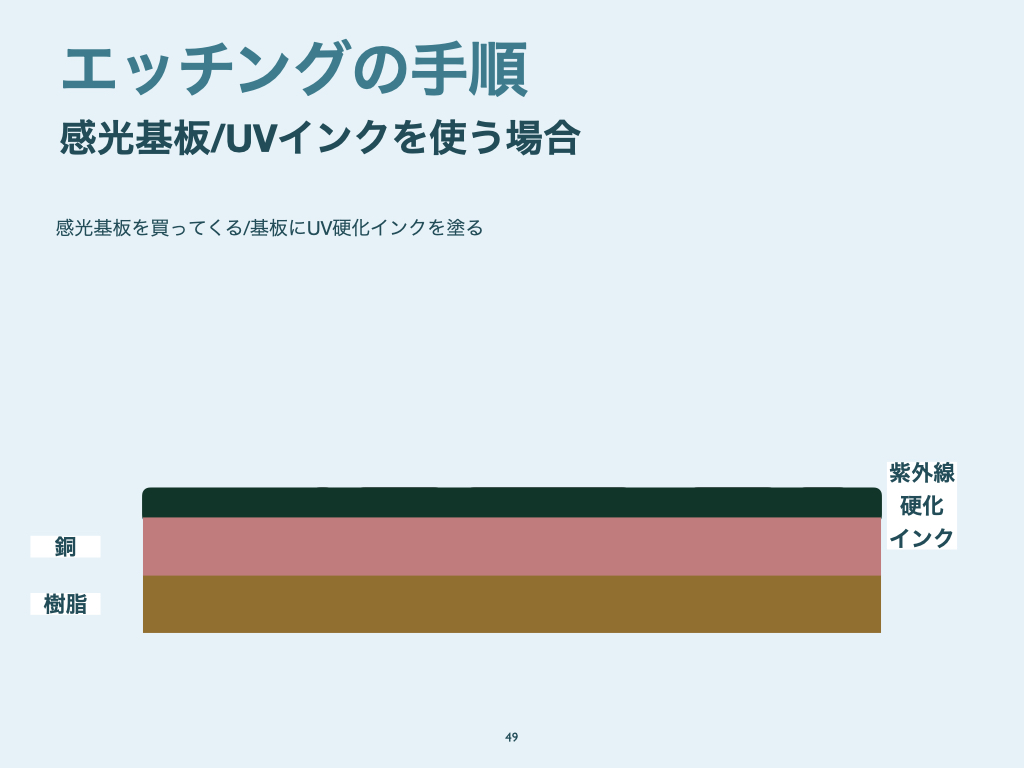 エッチングの手順
感光基板/UVインクを使う場合
感光基板を買ってくる/基板にUV硬化インクを塗る
紫外線
硬化
インク
銅
樹脂
49